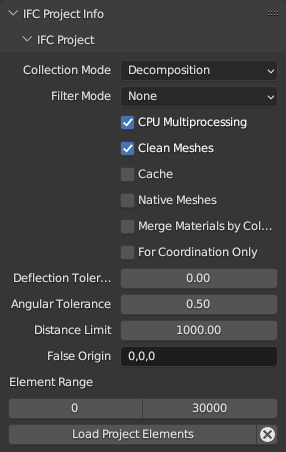 IFC Project Info
IFC Project
Collection Mode Decomposition
Filter Mode None
CPU Multiprocessing
Clean Meshes
Cache
Native Meshes
Merge Materials by Col...
For Coordination Only
Deflection Toler... 0.00
Angular Tolerance 0.50
Distance Limit 1000.00
False Origin 0,0,0
Element Range
0 30000
Load Project Elements